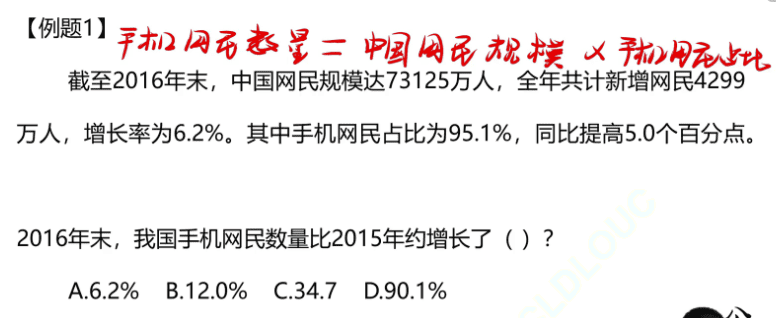 【例题1】手机网民数量＝中国网民规模×手机网民占比
截至2016年末，中国网民规模达73125万人，全年共计新增网民4299
万人，增长率为6.2%。其中手机网民占比为95.1%，同比提高5.0个百分点。
2016年末，我国手机网民数量比2015年约增长了（ ）？
A.6.2% B.12.0% C.34.7 D.90.1%
CLDLOUC